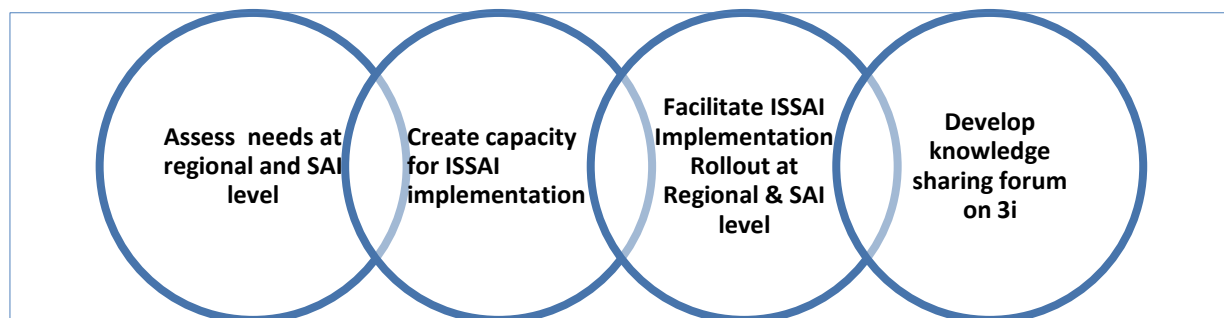 Assess needs at
regional and SAI
level
Create capacity
for ISSAI
implementation
Facilitate ISSAI
Implementation
Rollout at
Regional & SAI
level
Develop
knowledge
sharing forum
on 3i